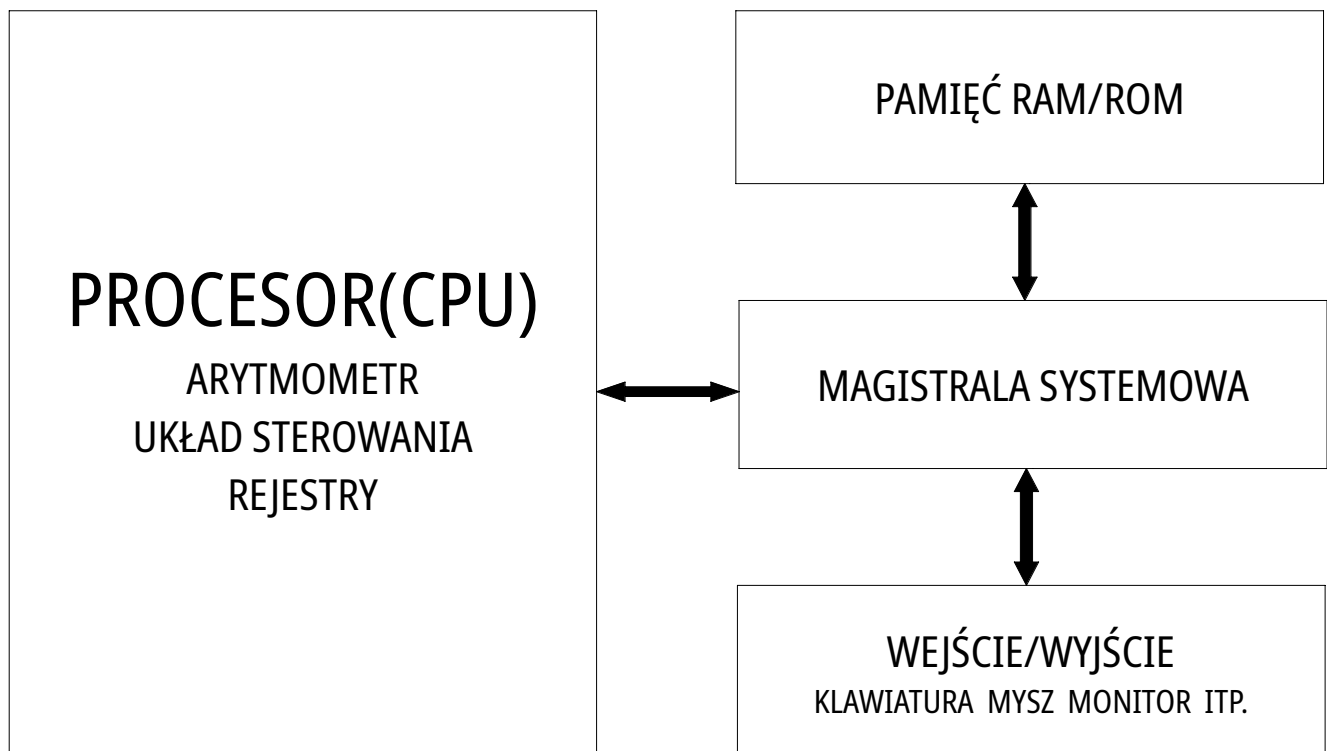 PROCESOR(CPU)
ARYTMOMETR
UKŁAD STEROWANIA
REJESTRY
PAMIĘĆ RAM/ROM
MAGISTRALA SYSTEMOWA
WEJŚCIE/WYJŚCIE
KLAWIATURA MYSZ MONITOR ITP.